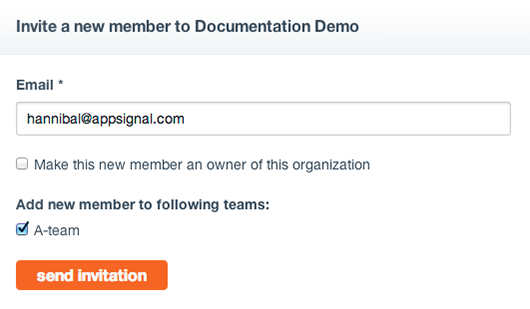 Invite a new member to Documentation Demo
Email *
hannibal@appsignal.com
Make this new member an owner of this organization
Add new member to following teams:
A-team
send invitation